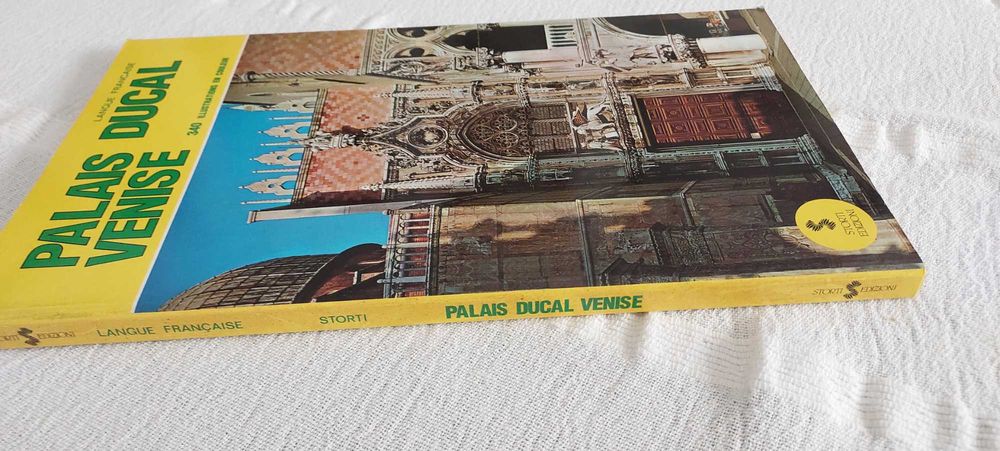 LANGUE FRANÇAISE
PALAIS DUCAL
VENISE
340 ILLUSTRATIONS EN COULEUR
STORTI
EDIZIONI
STORTI EDIZIONI
LANGUE FRANÇAISE
STORTI
PALAIS DUCAL VENISE
STORTI EDIZIONI